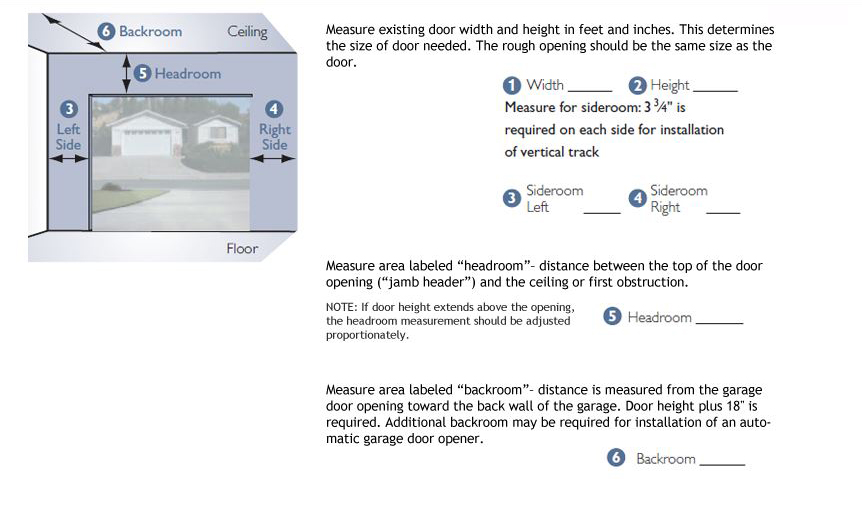 6 Backroom
Ceiling
5 Headroom
3
Left
Side
4
Right
Side
Floor
Measure existing door width and height in feet and inches. This determines
the size of door needed. The rough opening should be the same size as the
door.
1 Width ______ 2 Height ______
Measure for sideroom: 3 3⁄4" is
required on each side for installation
of vertical track
3 Sideroom
Left _____
4 Sideroom
Right _____
Measure area labeled “headroom”- distance between the top of the door
opening (“jamb header”) and the ceiling or first obstruction.
NOTE: If door height extends above the opening,
the headroom measurement should be adjusted
proportionately.
5 Headroom ______
Measure area labeled “backroom”- distance is measured from the garage
door opening toward the back wall of the garage. Door height plus 18" is
required. Additional backroom may be required for installation of an auto-
matic garage door opener.
6 Backroom ______